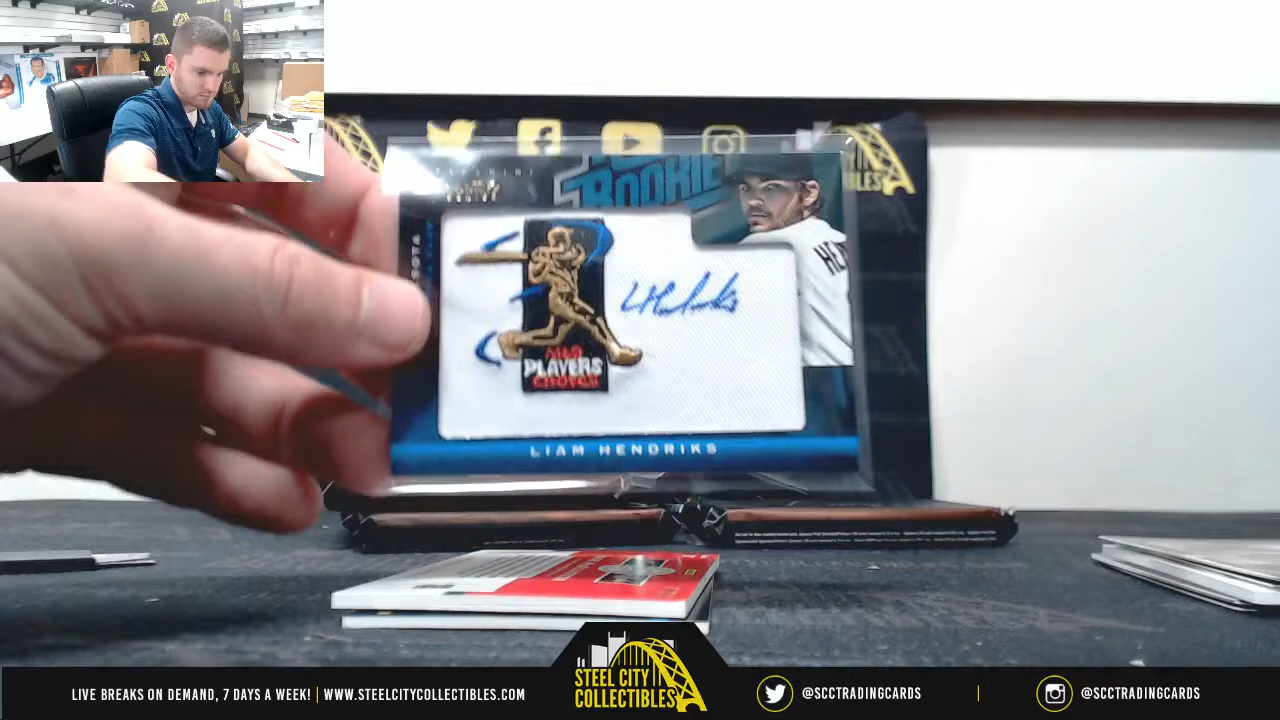 ROOKIE
HEN
MLB
PLAYERS
CHOICE
LIAM HENDRIKS
LIVE BREAKS ON DEMAND, 7 DAYS A WEEK! | WWW.STEELCITYCOLLECTIBLES.COM
STEEL CITY
COLLECTIBLES
@SCCTRADINGCARDS
@SCCTRADINGCARDS